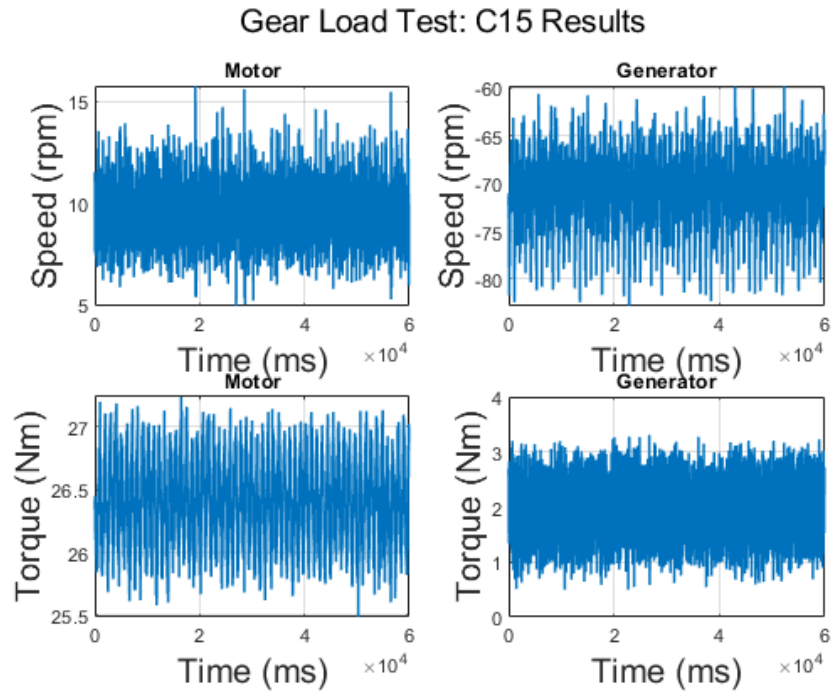 Gear Load Test: C15 Results
Motor
Speed (rpm)
15
10
5
0 2 4 6
×10^4
Time (ms)
Generator
Speed (rpm)
-60
-65
-70
-75
-80
0 2 4 6
×10^4
Time (ms)
Motor
Torque (Nm)
27
26.5
26
25.5
0 2 4 6
×10^4
Time (ms)
Generator
Torque (Nm)
4
3
2
1
0
0 2 4 6
×10^4
Time (ms)